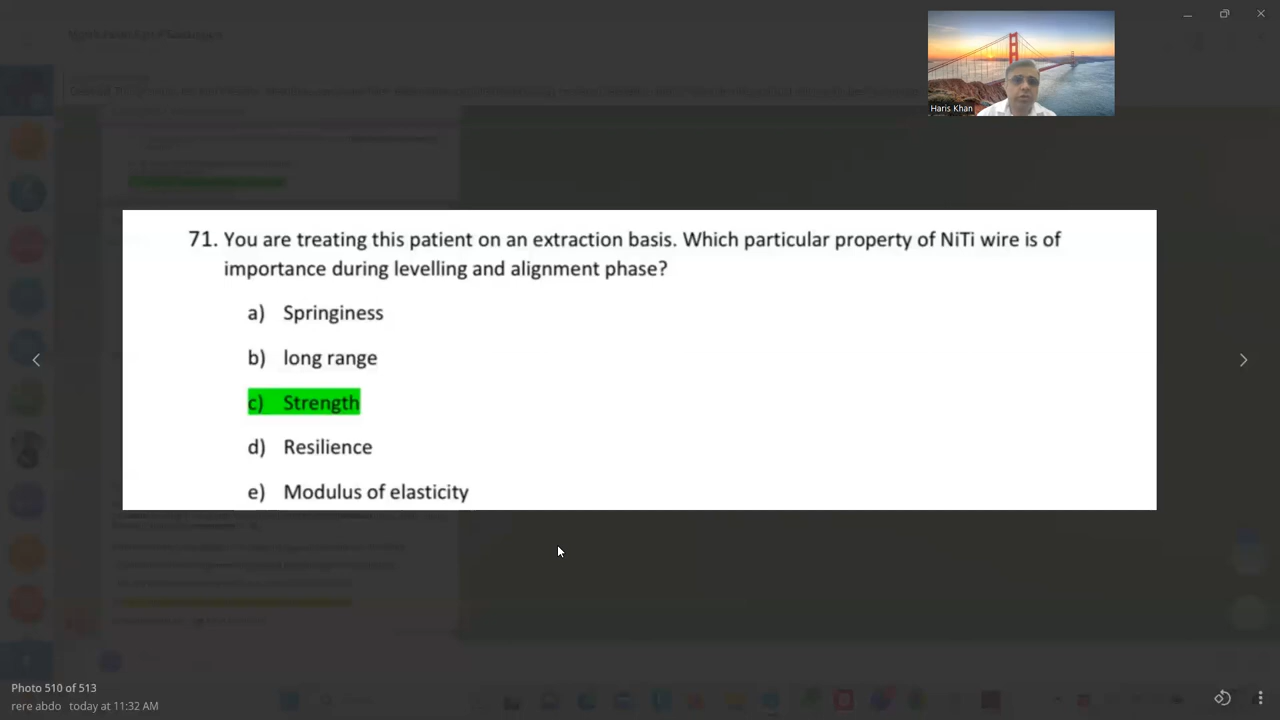 Haris Khan
71. You are treating this patient on an extraction basis. Which particular property of NiTi wire is of
importance during levelling and alignment phase?
a) Springiness
b) long range
c) Strength
d) Resilience
e) Modulus of elasticity
Photo 510 of 513
rere abdo today at 11:32 AM